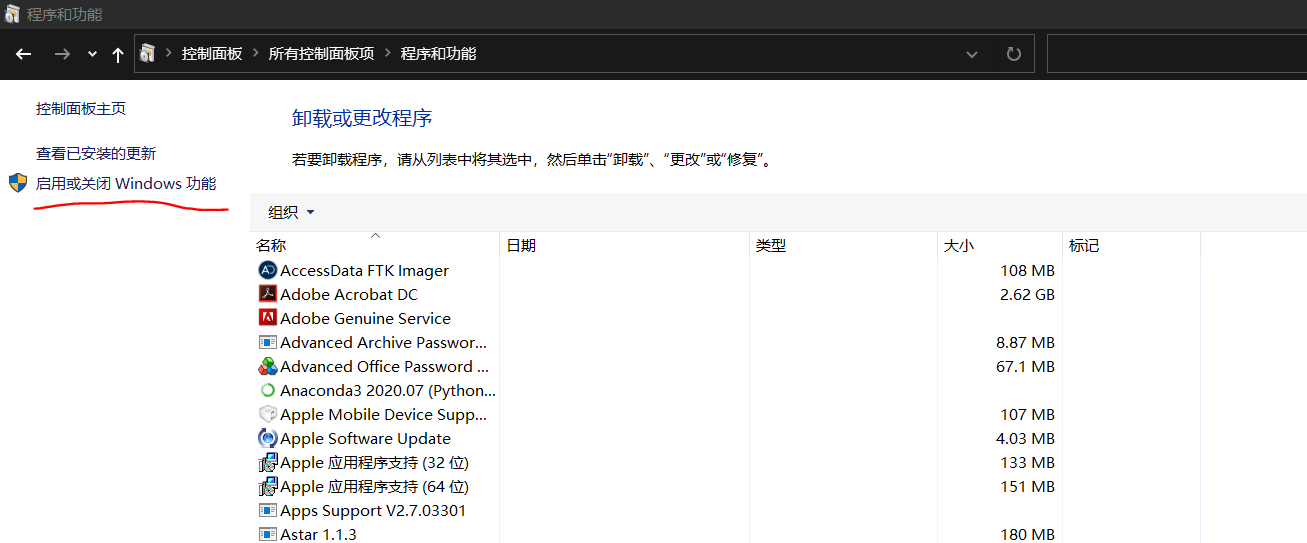 程序和功能
控制面板 所有控制面板项 程序和功能
控制面板主页
查看已安装的更新
启用或关闭 Windows 功能
卸载或更改程序
若要卸载程序，请从列表中将其选中，然后单击“卸载”、“更改”或“修复”。
组织
名称 日期 类型 大小 标记
AccessData FTK Imager 108 MB
Adobe Acrobat DC 2.62 GB
Adobe Genuine Service
Advanced Archive Passwor... 8.87 MB
Advanced Office Password ... 67.1 MB
Anaconda3 2020.07 (Python...
Apple Mobile Device Supp... 107 MB
Apple Software Update 4.03 MB
Apple 应用程序支持 (32 位) 133 MB
Apple 应用程序支持 (64 位) 151 MB
Apps Support V2.7.03301
Astar 1.1.3 180 MB